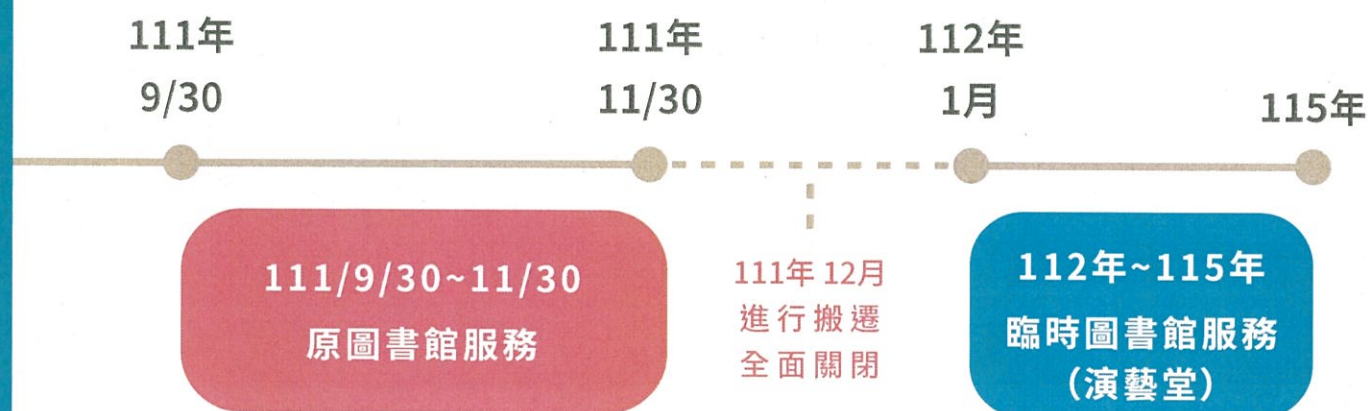 111年
9/30
111年
11/30
112年
1月
115年
111/9/30~11/30
原圖書館服務
111年 12月
進行搬遷
全面關閉
112年~115年
臨時圖書館服務
(演藝堂)